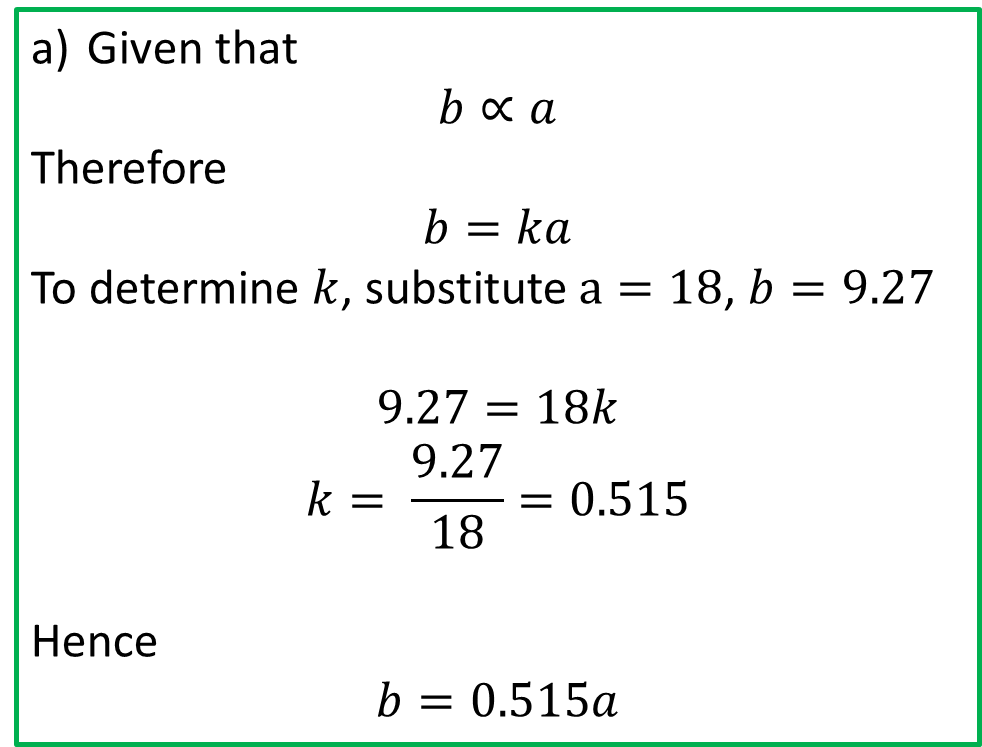 a) Given that
b ∝ a
Therefore
b = ka
To determine k, substitute a = 18, b = 9.27
9.27 = 18k
k = 9.27/18 = 0.515
Hence
b = 0.515a